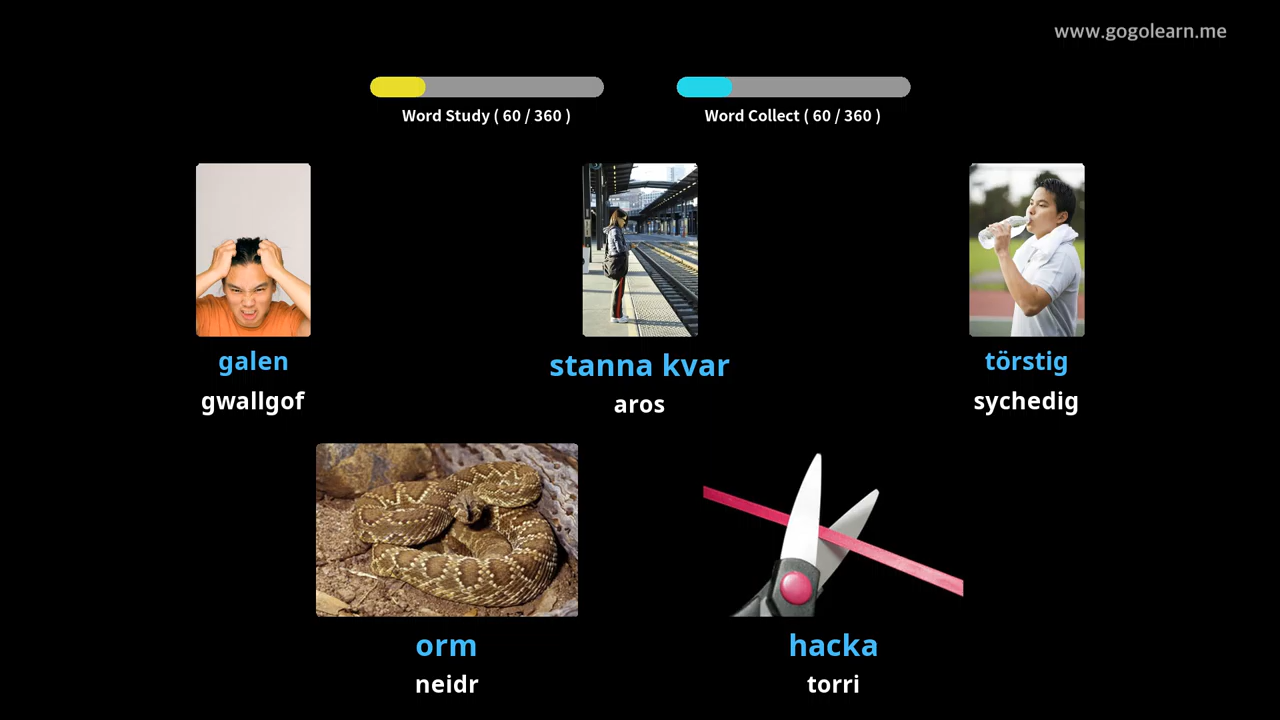 www.gogolearn.me
Word Study ( 60 / 360 )
Word Collect ( 60 / 360 )
galen
gwallgof
stanna kvar
aros
törstig
sychedig
orm
neidr
hacka
torri